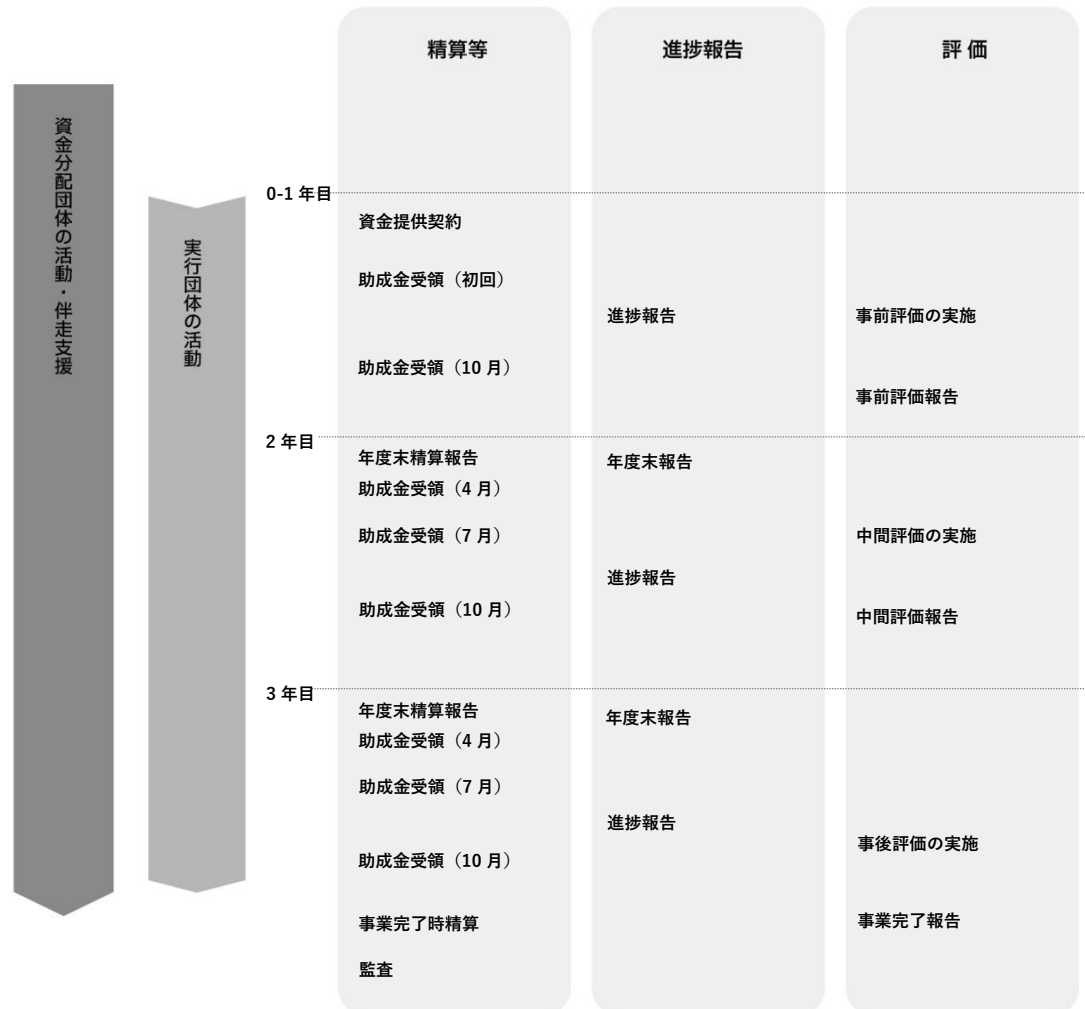 精算等
進捗報告
評価
資金分配団体の活動・伴走支援
実行団体の活動
0-1 年目
資金提供契約
助成金受領（初回）
進捗報告
事前評価の実施
助成金受領（10 月）
事前評価報告
2 年目
年度末精算報告
年度末報告
助成金受領（4 月）
助成金受領（7 月）
中間評価の実施
進捗報告
助成金受領（10 月）
中間評価報告
3 年目
年度末精算報告
年度末報告
助成金受領（4 月）
助成金受領（7 月）
進捗報告
事後評価の実施
助成金受領（10 月）
事業完了時精算
事業完了報告
監査